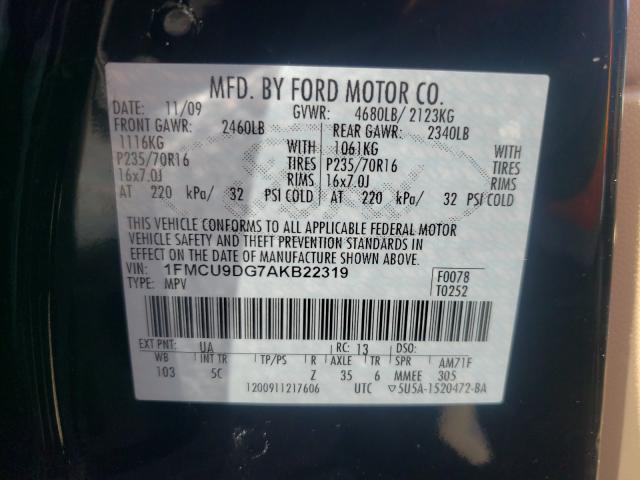 MFD. BY FORD MOTOR CO.
DATE: 11/09 GVWR: 4680LB/ 2123KG
FRONT GAWR: 2460LB REAR GAWR: 2340LB
1116KG WITH 1061KG WITH
P235/70R16 TIRES P235/70R16 TIRES
16x7.0J RIMS 16x7.0J RIMS
AT 220 kPa/ 32 PSI COLD AT 220 kPa/ 32 PSI COLD
THIS VEHICLE CONFORMS TO ALL APPLICABLE FEDERAL MOTOR
VEHICLE SAFETY AND THEFT PREVENTION STANDARDS IN
EFFECT ON THE DATE OF MANUFACTURE SHOWN ABOVE.
VIN: 1FMCU9DG7AKB22319 F0078
TYPE: MPV T0252
EXT PNT: UA RC: 13 DSO:
WB INT TR TP/PS R AXLE TR SPR AM71F
103 5C Z 35 6 MMEE 305
1200911217606 UTC ▽5U5A-1520472-BA